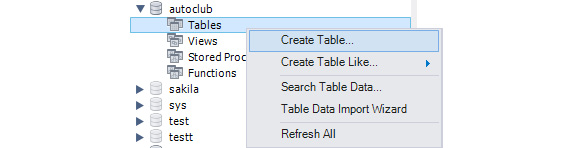 autoclub
Tables
Views
Stored Proc
Functions
sakila
sys
test
testt
Create Table...
Create Table Like...
Search Table Data...
Table Data Import Wizard
Refresh All